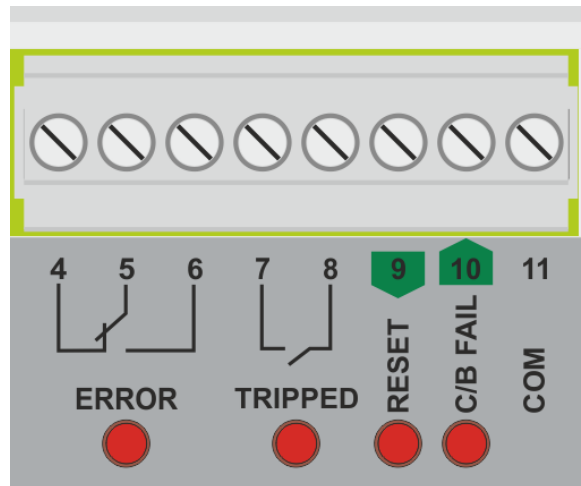 4 5 6 7 8 9 10 11
ERROR TRIPPED
RESET
C/B FAIL
COM